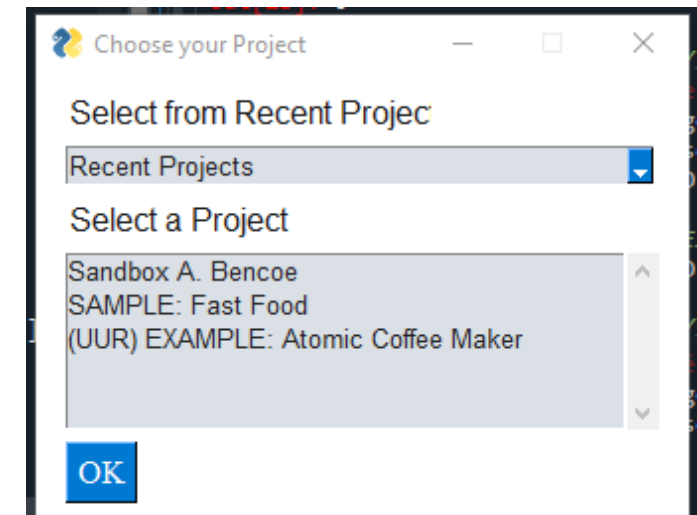 Choose your Project
Select from Recent Projec
Recent Projects
Select a Project
Sandbox A. Bencoe
SAMPLE: Fast Food
(UUR) EXAMPLE: Atomic Coffee Maker
OK